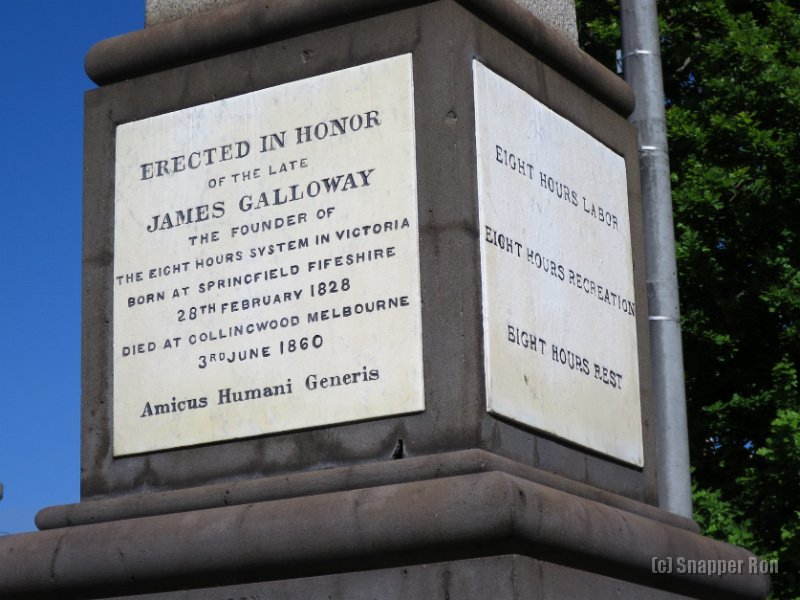 ERECTED IN HONOR
OF THE LATE
JAMES GALLOWAY
THE FOUNDER OF
THE EIGHT HOURS SYSTEM IN VICTORIA
BORN AT SPRINGFIELD FIFESHIRE
28TH FEBRUARY 1828
DIED AT COLLINGWOOD MELBOURNE
3RD JUNE 1860
Amicus Humani Generis
EIGHT HOURS LABOR
EIGHT HOURS RECREATION
EIGHT HOURS REST
(c) Snapper Ron